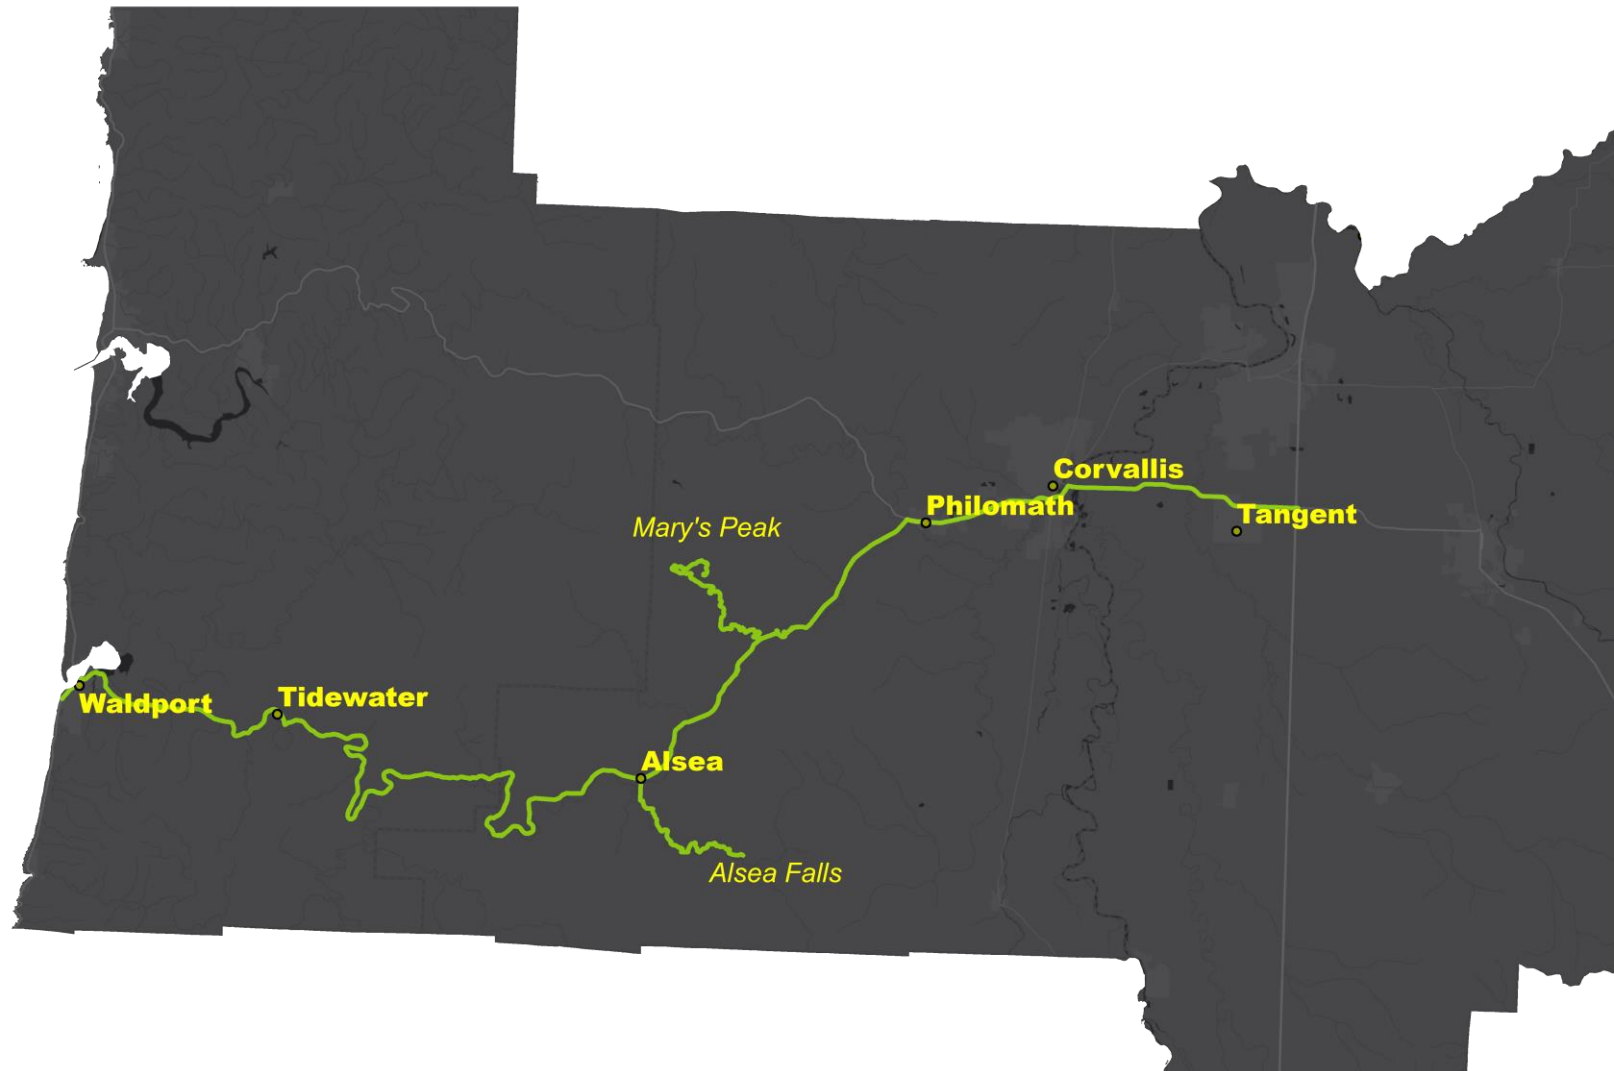 Corvallis
Philomath
Tangent
Mary's Peak
Tidewater
Waldport
Alsea
Alsea Falls